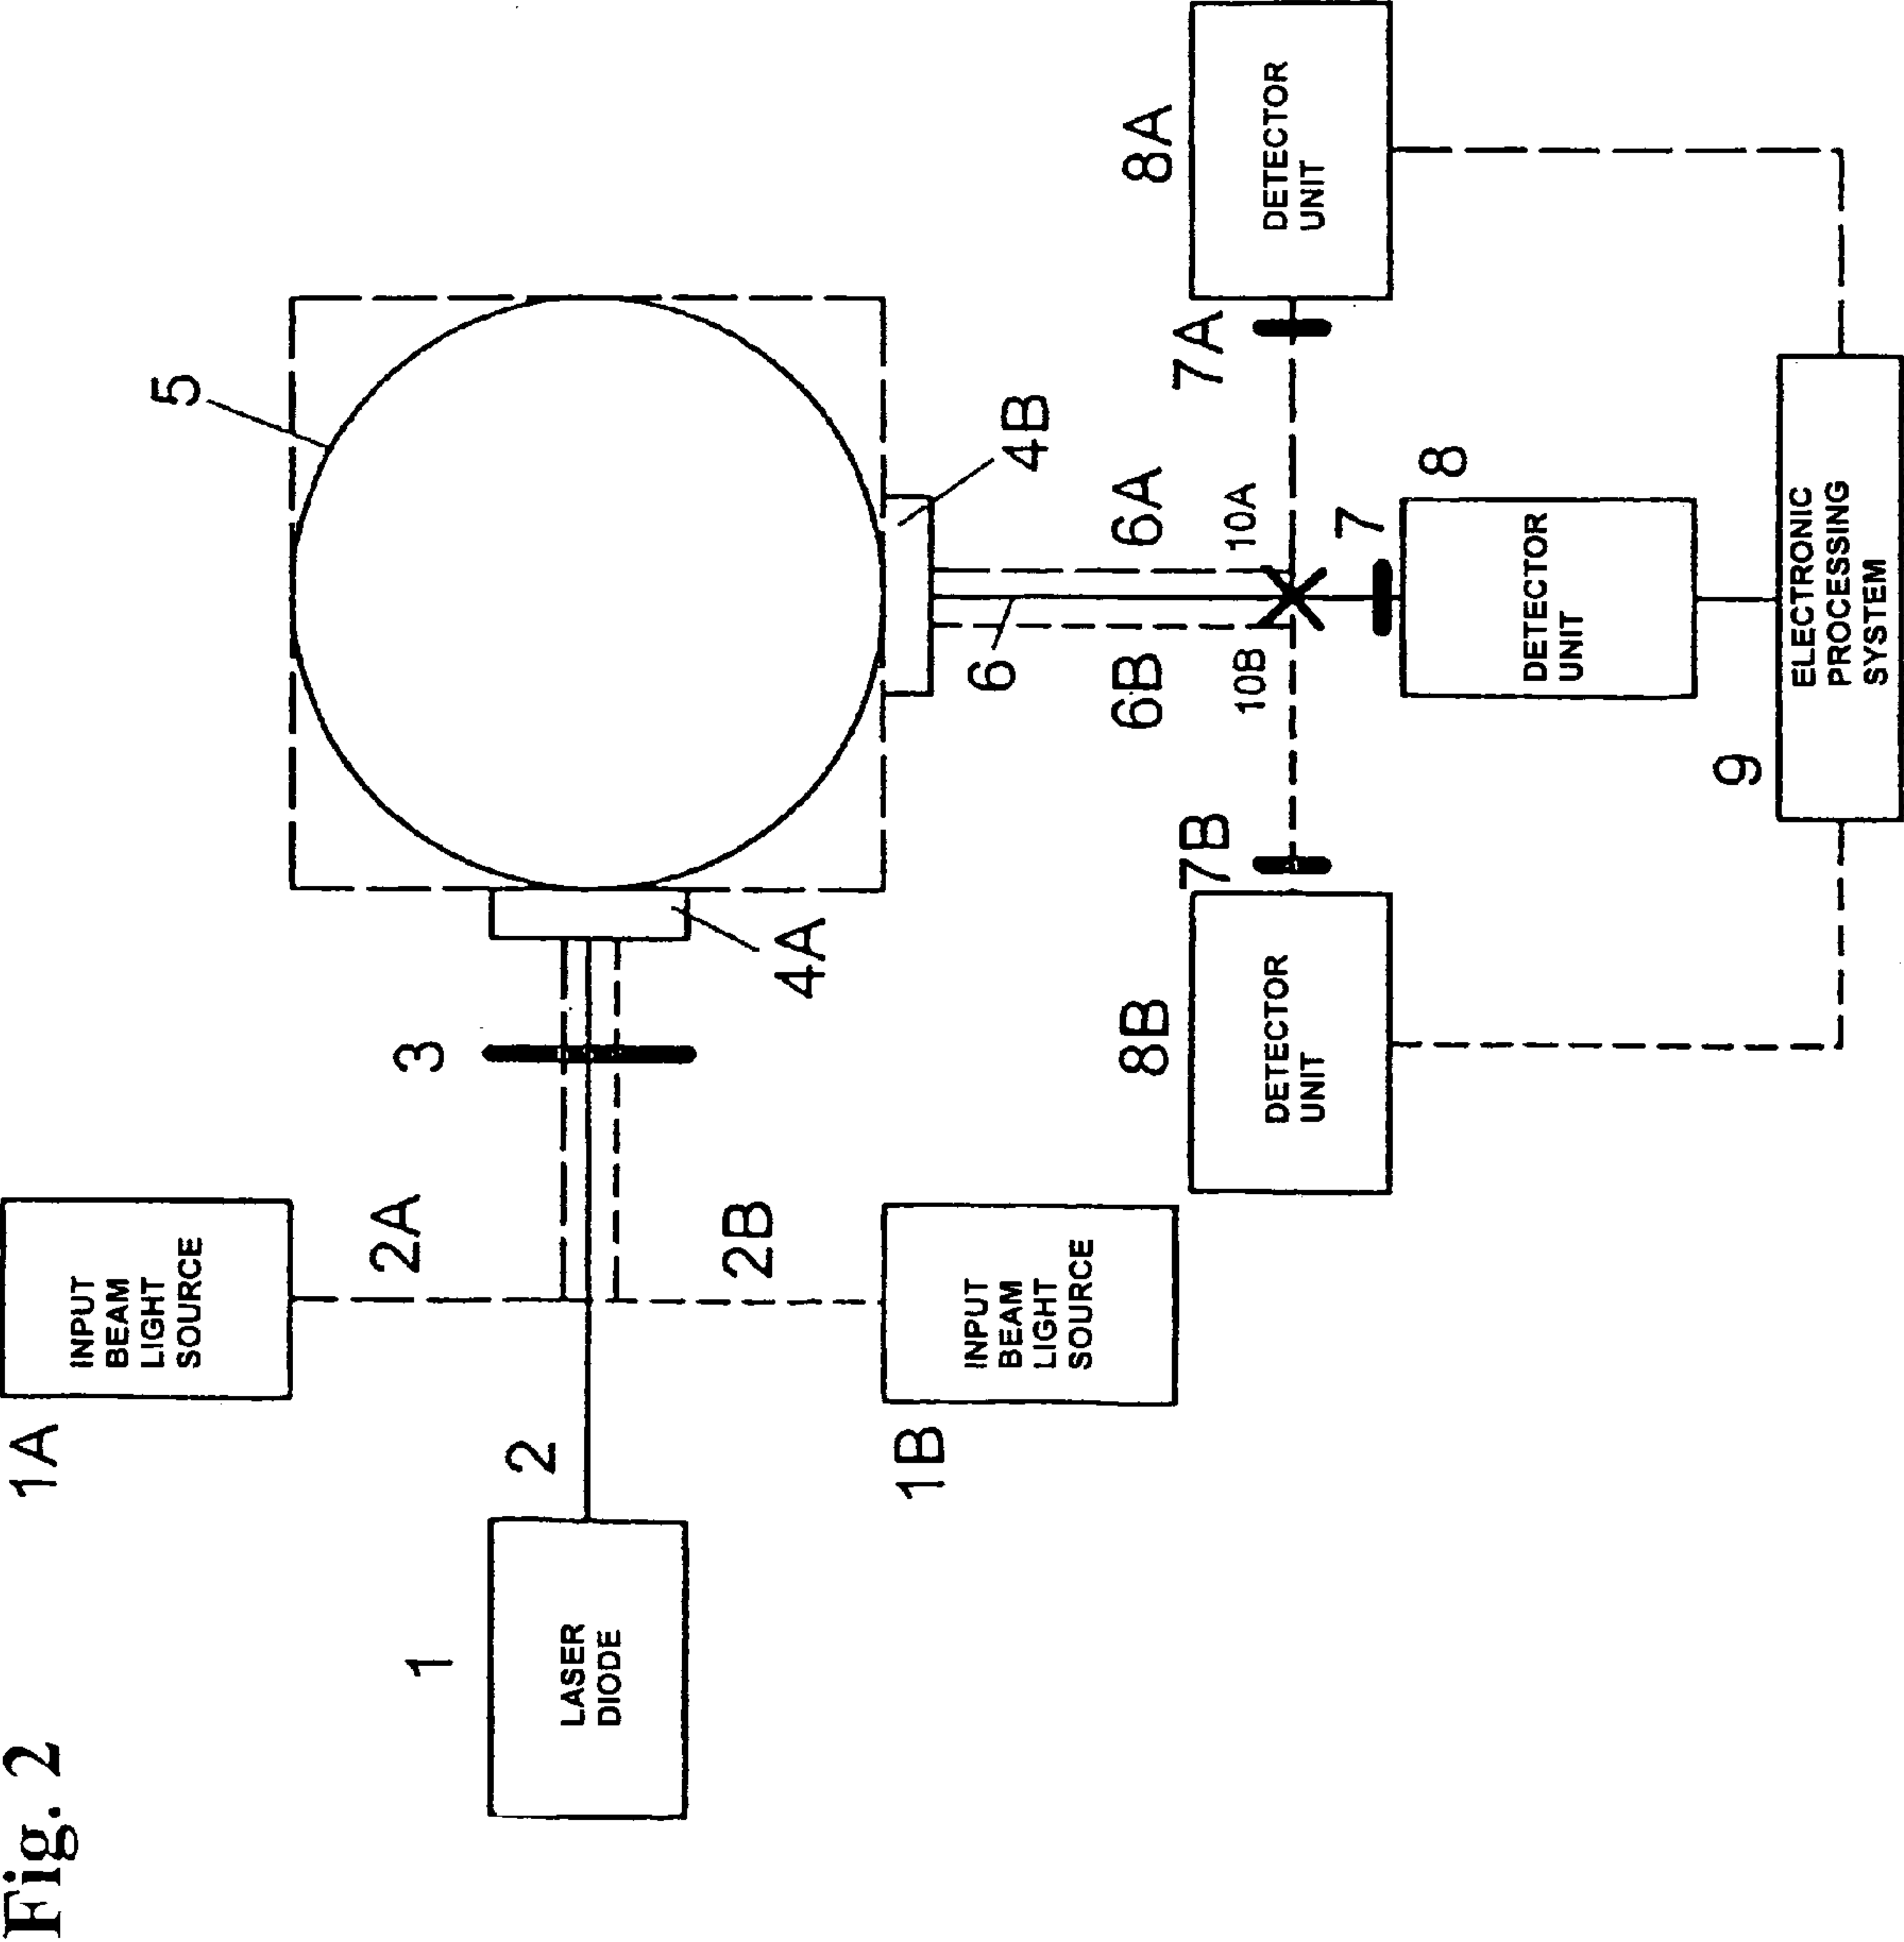 Fig. 2
1
LASER
DIODE
2
1A
INPUT
BEAM
LIGHT
SOURCE
2A
1B
INPUT
BEAM
LIGHT
SOURCE
2B
3
4A
5
4B
6
6A
6B
10A
10B
7
7A
7B
8
DETECTOR
UNIT
8A
DETECTOR
UNIT
8B
DETECTOR
UNIT
9
ELECTRONIC
PROCESSING
SYSTEM